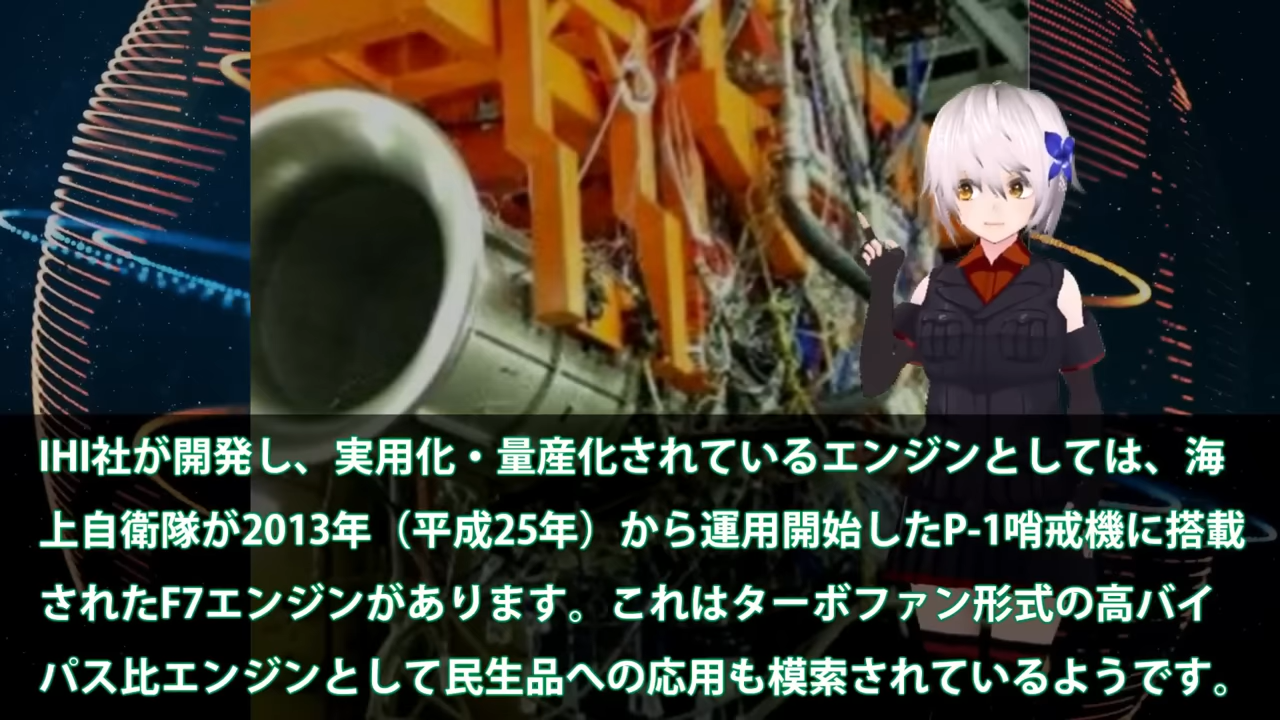 IHI社が開発し、実用化・量産化されているエンジンとしては、海
上自衛隊が2013年（平成25年）から運用開始したP-1哨戒機に搭載
されたF7エンジンがあります。これはターボファン形式の高バイ
パス比エンジンとして民生品への応用も模索されているようです。